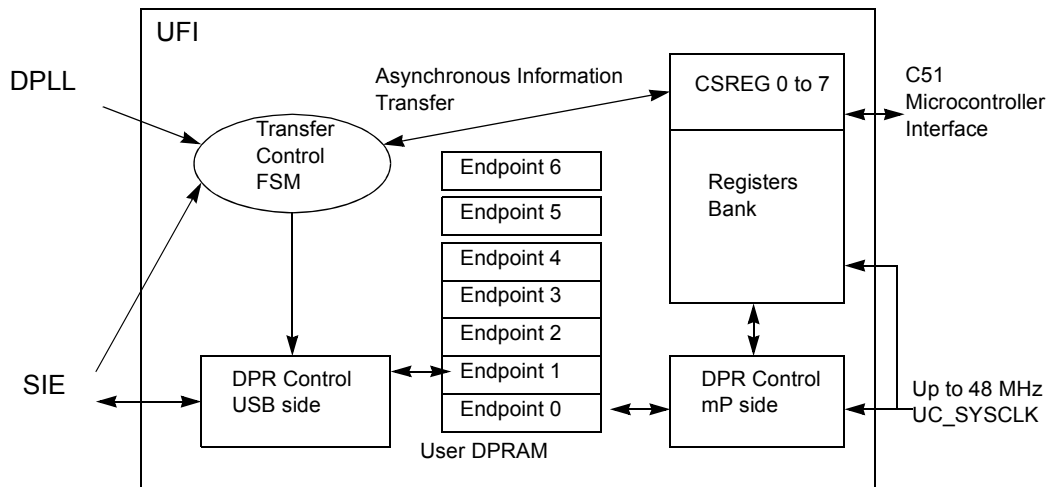 UFI
DPLL
Asynchronous Information
Transfer
CSREG 0 to 7
C51
Microcontroller
Interface
Transfer
Control
FSM
Registers
Bank
Endpoint 6
Endpoint 5
Endpoint 4
Endpoint 3
Endpoint 2
Endpoint 1
Endpoint 0
SIE
DPR Control
USB side
User DPRAM
DPR Control
mP side
Up to 48 MHz
UC_SYSCLK